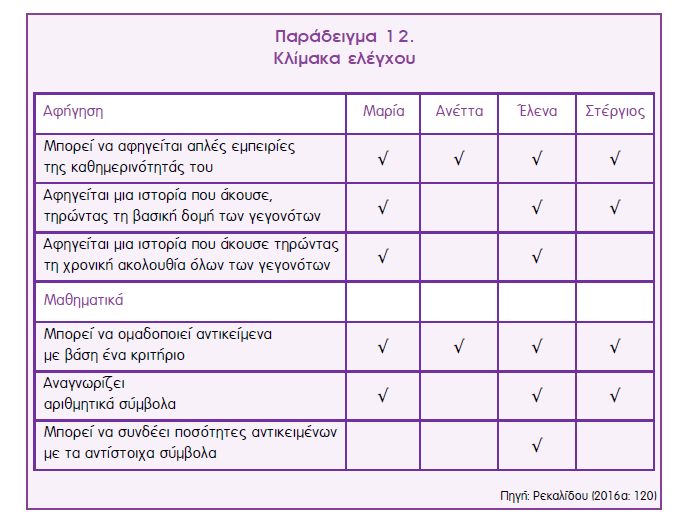 Παράδειγμα 12.
Κλίμακα ελέγχου
Αφήγηση Μαρία Ανέττα Έλενα Στέργιος
Μπορεί να αφηγείται απλές εμπειρίες
της καθημερινότητάς του √ √ √ √
Αφηγείται μια ιστορία που άκουσε,
τηρώντας τη βασική δομή των γεγονότων √ √ √
Αφηγείται μια ιστορία που άκουσε τηρώντας
τη χρονική ακολουθία όλων των γεγονότων √ √
Μαθηματικά
Μπορεί να ομαδοποιεί αντικείμενα
με βάση ένα κριτήριο √ √ √ √
Αναγνωρίζει
αριθμητικά σύμβολα √ √ √
Μπορεί να συνδέει ποσότητες αντικειμένων
με τα αντίστοιχα σύμβολα √
Πηγή: Ρεκαλίδου (2016α: 120)